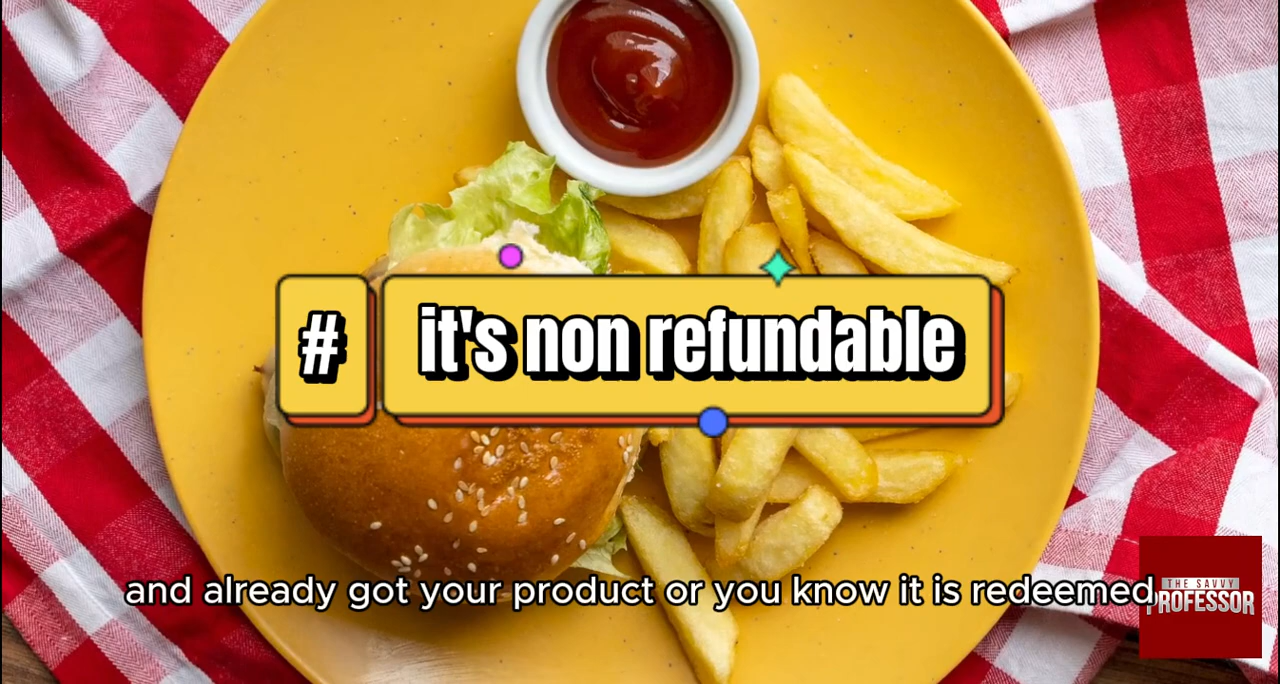 # it's non refundable
and already got your product or you know it is redeemed
THE SAVVY
PROFESSOR